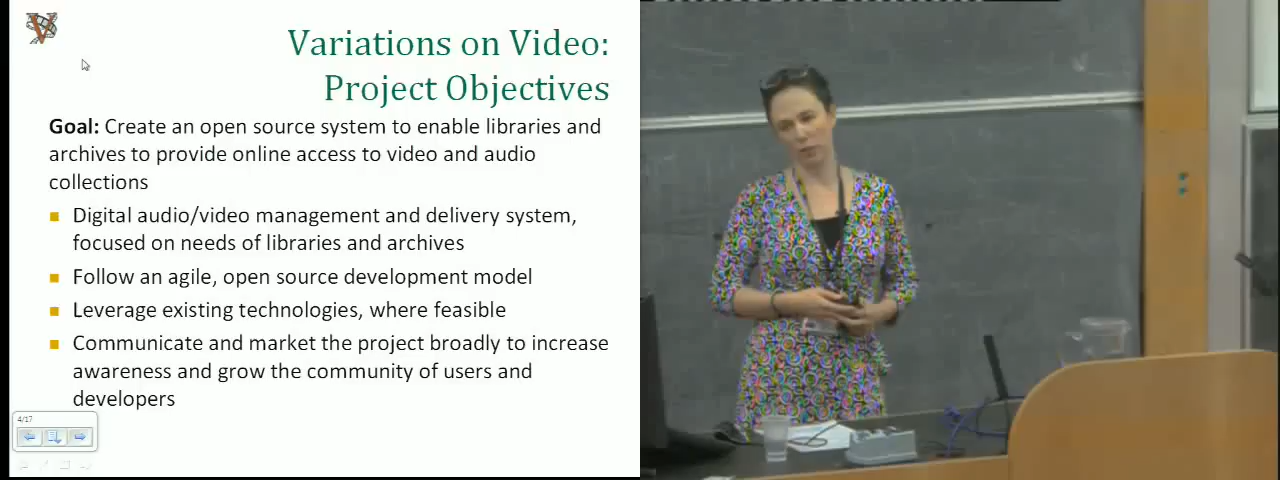 Variations on Video:
Project Objectives
Goal: Create an open source system to enable libraries and
archives to provide online access to video and audio
collections
Digital audio/video management and delivery system,
focused on needs of libraries and archives
Follow an agile, open source development model
Leverage existing technologies, where feasible
Communicate and market the project broadly to increase
awareness and grow the community of users and
developers
4/17